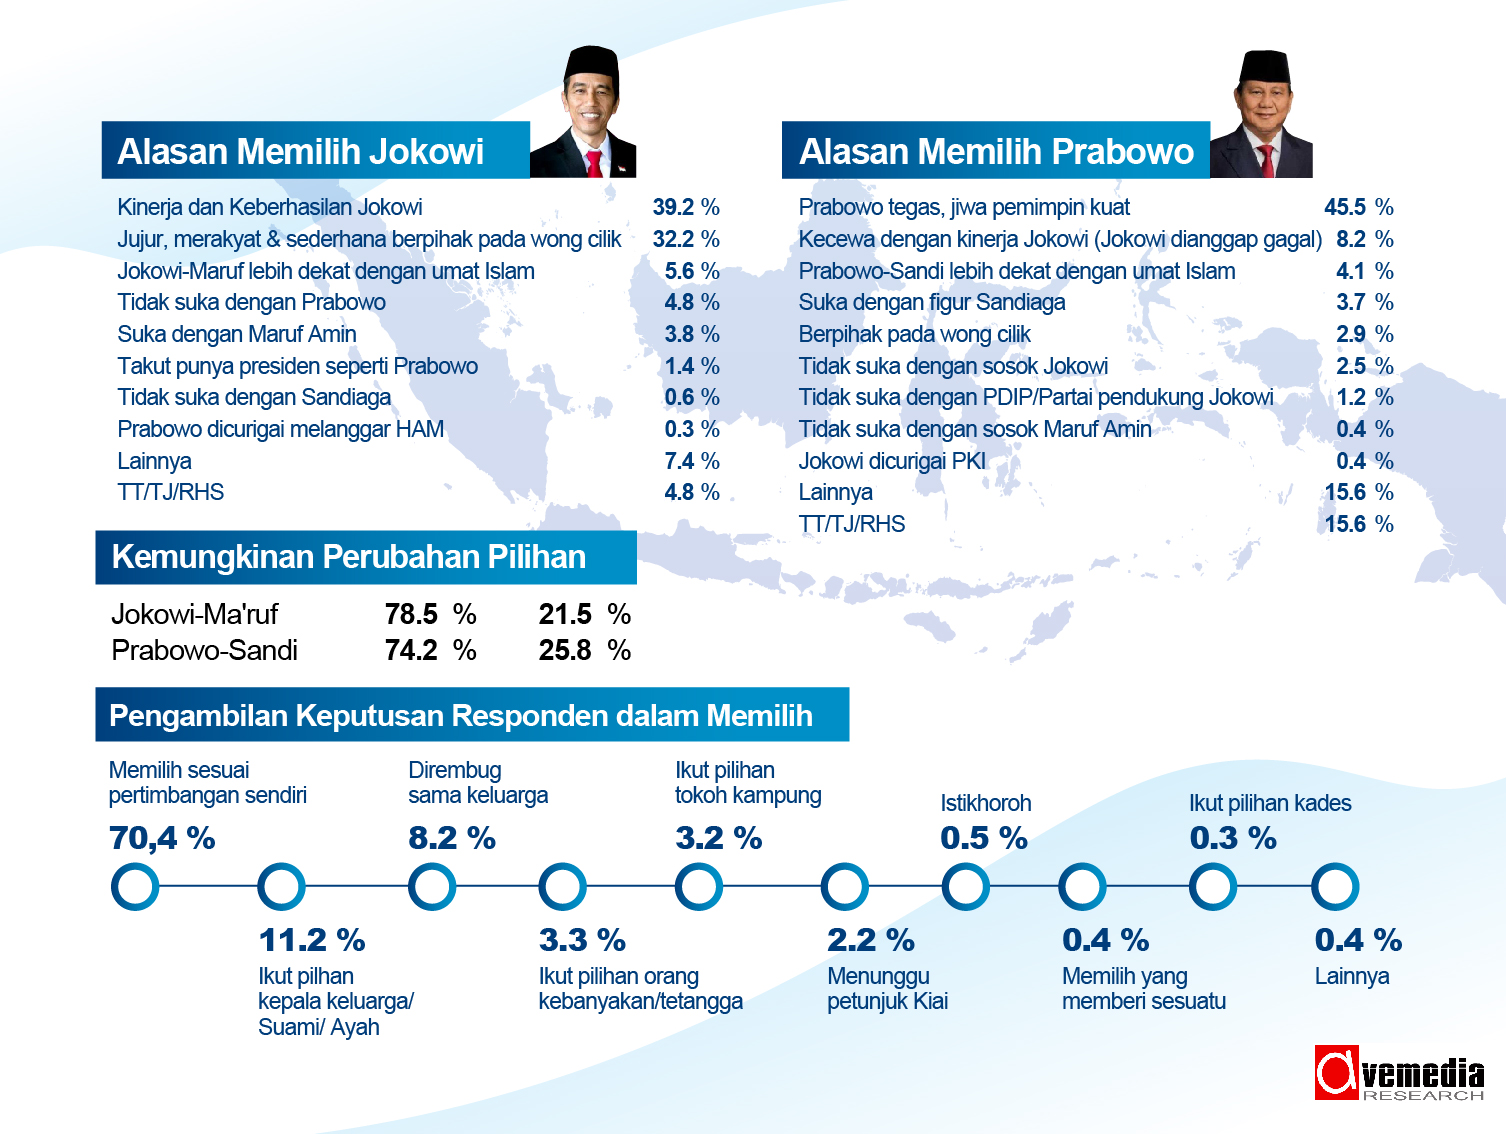 Alasan Memilih Jokowi
Kinerja dan Keberhasilan Jokowi 39.2 %
Jujur, merakyat & sederhana berpihak pada wong cilik 32.2 %
Jokowi-Maruf lebih dekat dengan umat Islam 5.6 %
Tidak suka dengan Prabowo 4.8 %
Suka dengan Maruf Amin 3.8 %
Takut punya presiden seperti Prabowo 1.4 %
Tidak suka dengan Sandiaga 0.6 %
Prabowo dicurigai melanggar HAM 0.3 %
Lainnya 7.4 %
TT/TJ/RHS 4.8 %
Alasan Memilih Prabowo
Prabowo tegas, jiwa pemimpin kuat 45.5 %
Kecewa dengan kinerja Jokowi (Jokowi dianggap gagal) 8.2 %
Prabowo-Sandi lebih dekat dengan umat Islam 4.1 %
Suka dengan figur Sandiaga 3.7 %
Berpihak pada wong cilik 2.9 %
Tidak suka dengan sosok Jokowi 2.5 %
Tidak suka dengan PDIP/Partai pendukung Jokowi 1.2 %
Tidak suka dengan sosok Maruf Amin 0.4 %
Jokowi dicurigai PKI 0.4 %
Lainnya 15.6 %
TT/TJ/RHS 15.6 %
Kemungkinan Perubahan Pilihan
Jokowi-Ma'ruf 78.5 % 21.5 %
Prabowo-Sandi 74.2 % 25.8 %
Pengambilan Keputusan Responden dalam Memilih
Memilih sesuai
pertimbangan sendiri
70,4 %
11.2 %
Ikut pilhan
kepala keluarga/
Suami/ Ayah
Dirembug
sama keluarga
8.2 %
3.3 %
Ikut pilihan orang
kebanyakan/tetangga
Ikut pilihan
tokoh kampung
3.2 %
2.2 %
Menunggu
petunjuk Kiai
Istikhoroh
0.5 %
0.4 %
Memilih yang
memberi sesuatu
Ikut pilihan kades
0.3 %
0.4 %
Lainnya
avemedia
RESEARCH